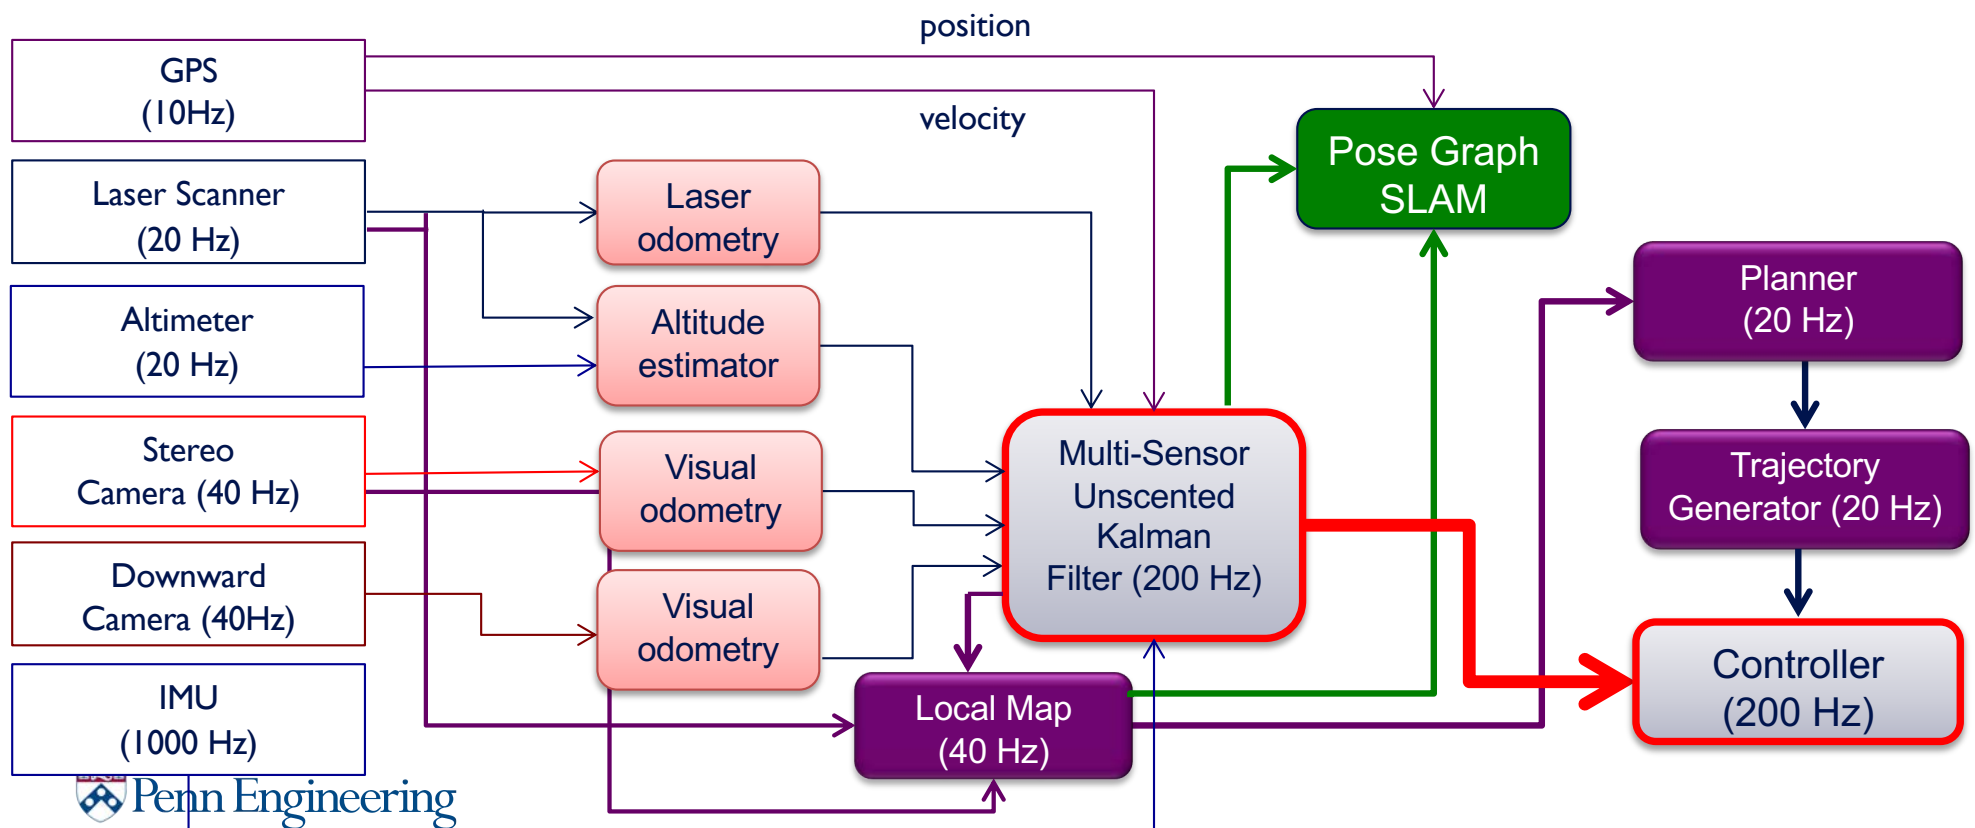 position
GPS
(10Hz)
velocity
Laser Scanner
(20 Hz)
Altimeter
(20 Hz)
Stereo
Camera (40 Hz)
Downward
Camera (40Hz)
IMU
(1000 Hz)
Penn Engineering
Laser
odometry
Altitude
estimator
Visual
odometry
Visual
odometry
Multi-Sensor
Unscented
Kalman
Filter (200 Hz)
Local Map
(40 Hz)
Pose Graph
SLAM
Planner
(20 Hz)
Trajectory
Generator (20 Hz)
Controller
(200 Hz)